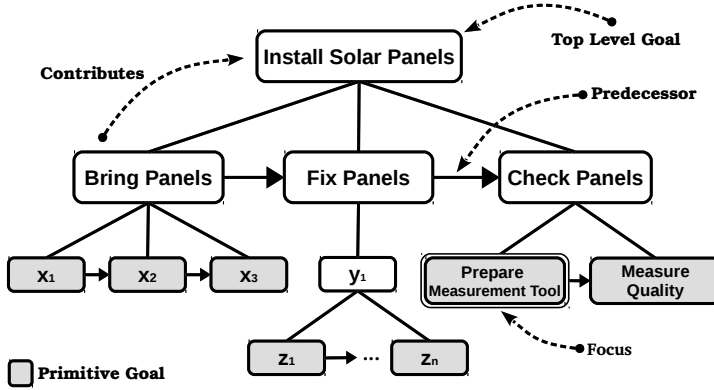 Install Solar Panels
Top Level Goal
Contributes
Predecessor
Bring Panels
Fix Panels
Check Panels
x1
x2
x3
y1
Prepare
Measurement Tool
Measure
Quality
z1
...
zn
Focus
Primitive Goal